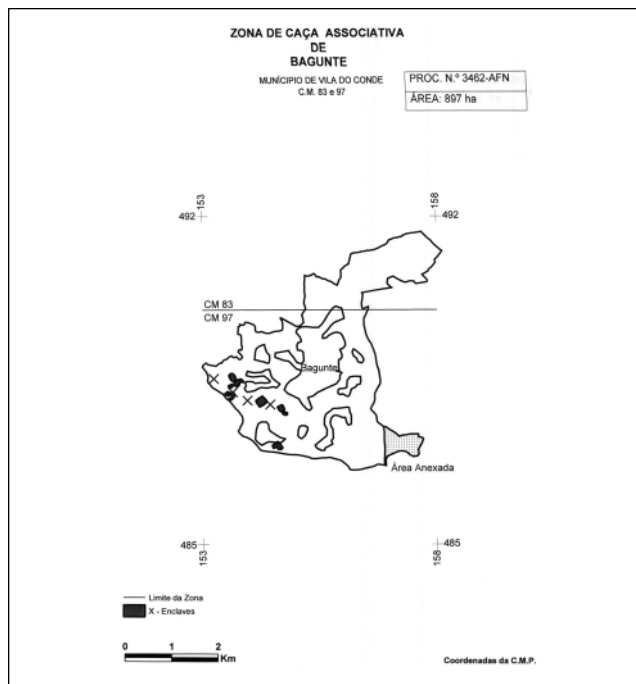 ZONA DE CAÇA ASSOCIATIVA
DE
BAGUNTE
MUNÍCIPIO DE VILA DO CONDE
C.M. 83 e 97
PROC. N.º 3462-AFN
ÁREA: 897 ha
153
158
492
492
CM 83
CM 97
Bagunte
Área Anexada
485
485
153
158
Limite da Zona
X - Enclaves
0 1 2
Km
Coordenadas da C.M.P.